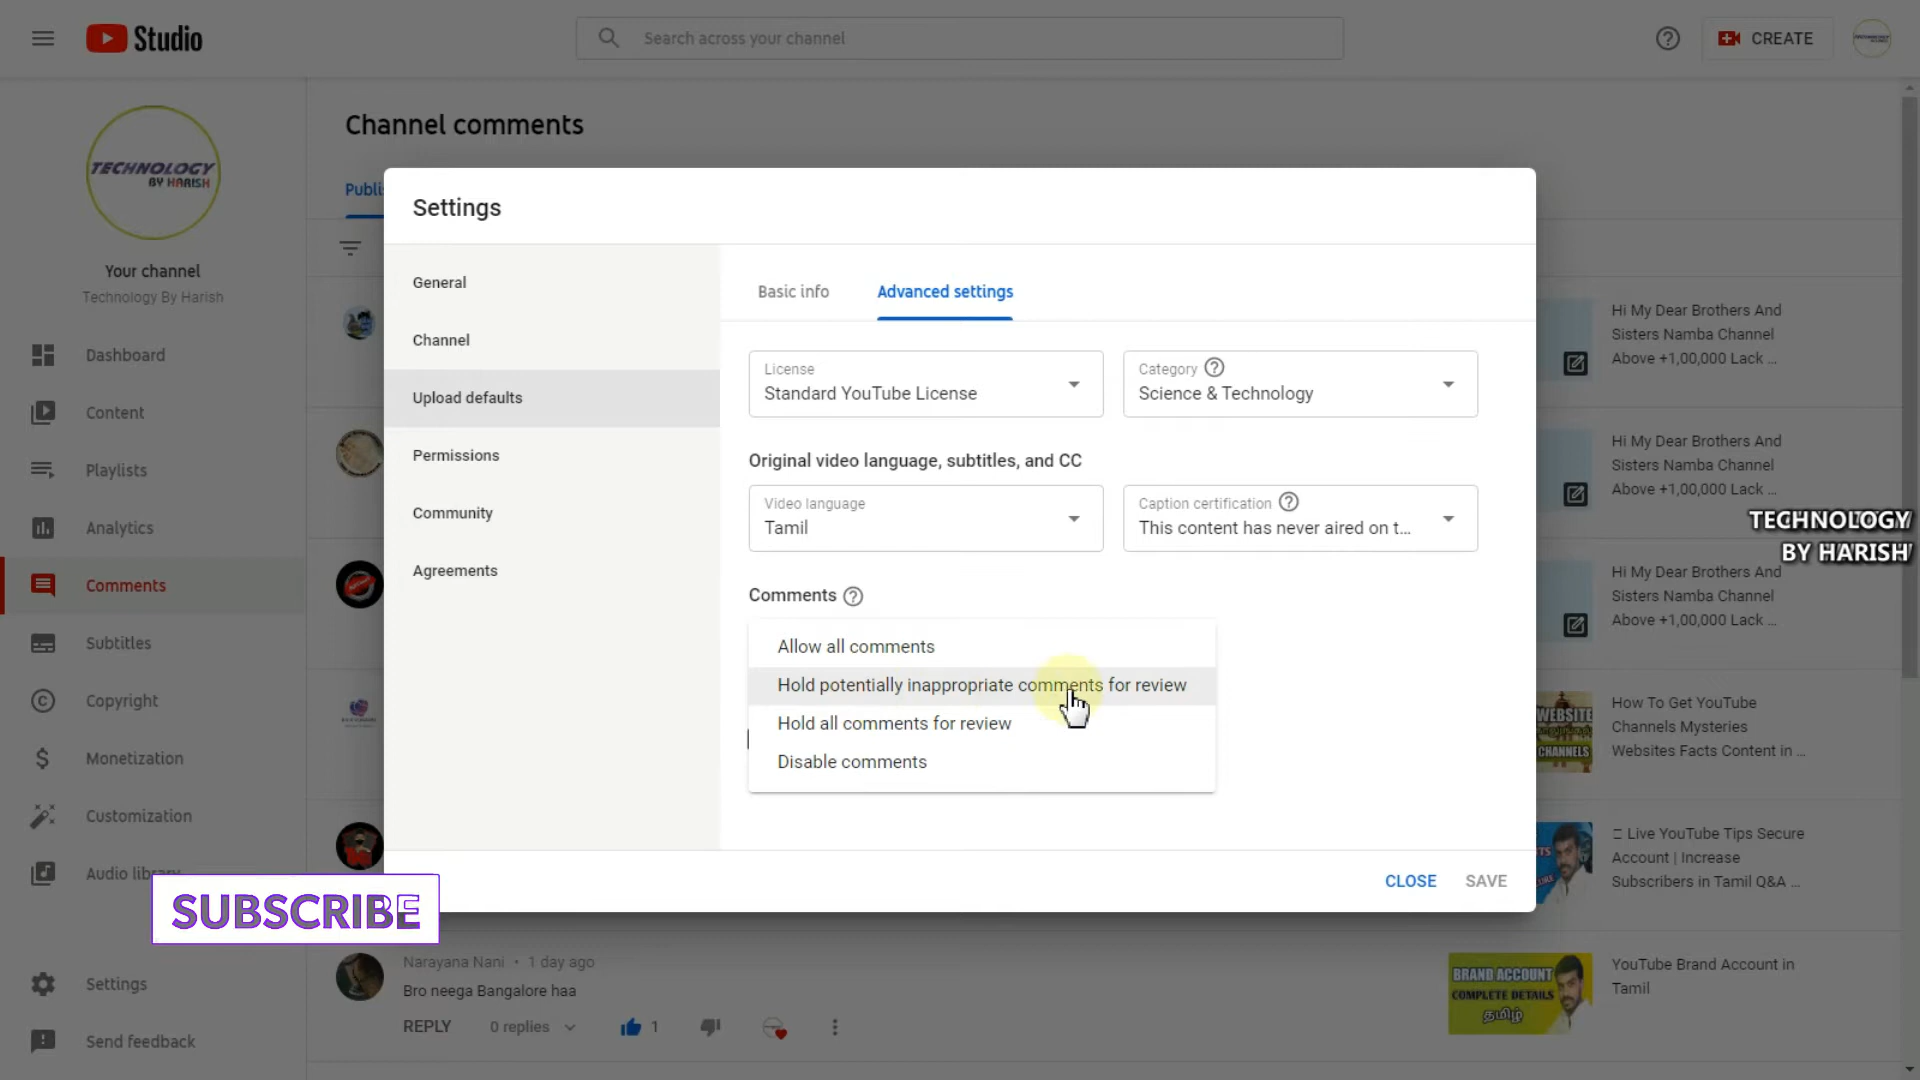 Studio
Search across your channel
CREATE
TECHNOLOGY
BY HARISH
Your channel
Technology By Harish
Dashboard
Content
Playlists
Analytics
Comments
Subtitles
Copyright
Monetization
Customization
Audio library
SUBSCRIBE
Settings
Send feedback
Channel comments
Publi
Settings
General
Channel
Upload defaults
Permissions
Community
Agreements
Basic info
Advanced settings
License
Standard YouTube License
Category
Science & Technology
Original video language, subtitles, and CC
Video language
Tamil
Caption certification
This content has never aired on t...
Comments
Allow all comments
Hold potentially inappropriate comments for review
Hold all comments for review
Disable comments
CLOSE
SAVE
Hi My Dear Brothers And
Sisters Namba Channel
Above +1,00,000 Lack ...
Hi My Dear Brothers And
Sisters Namba Channel
Above +1,00,000 Lack ...
TECHNOLOGY
BY HARISH
Hi My Dear Brothers And
Sisters Namba Channel
Above +1,00,000 Lack ...
WEBSITE
CHANNELS
How To Get YouTube
Channels Mysteries
Websites Facts Content in ...
Live YouTube Tips Secure
Account | Increase
Subscribers in Tamil Q&A ...
Narayana Nani • 1 day ago
Bro neega Bangalore haa
REPLY
0 replies
1
BRAND ACCOUNT
COMPLETE DETAILS
தமிழ்
YouTube Brand Account in
Tamil